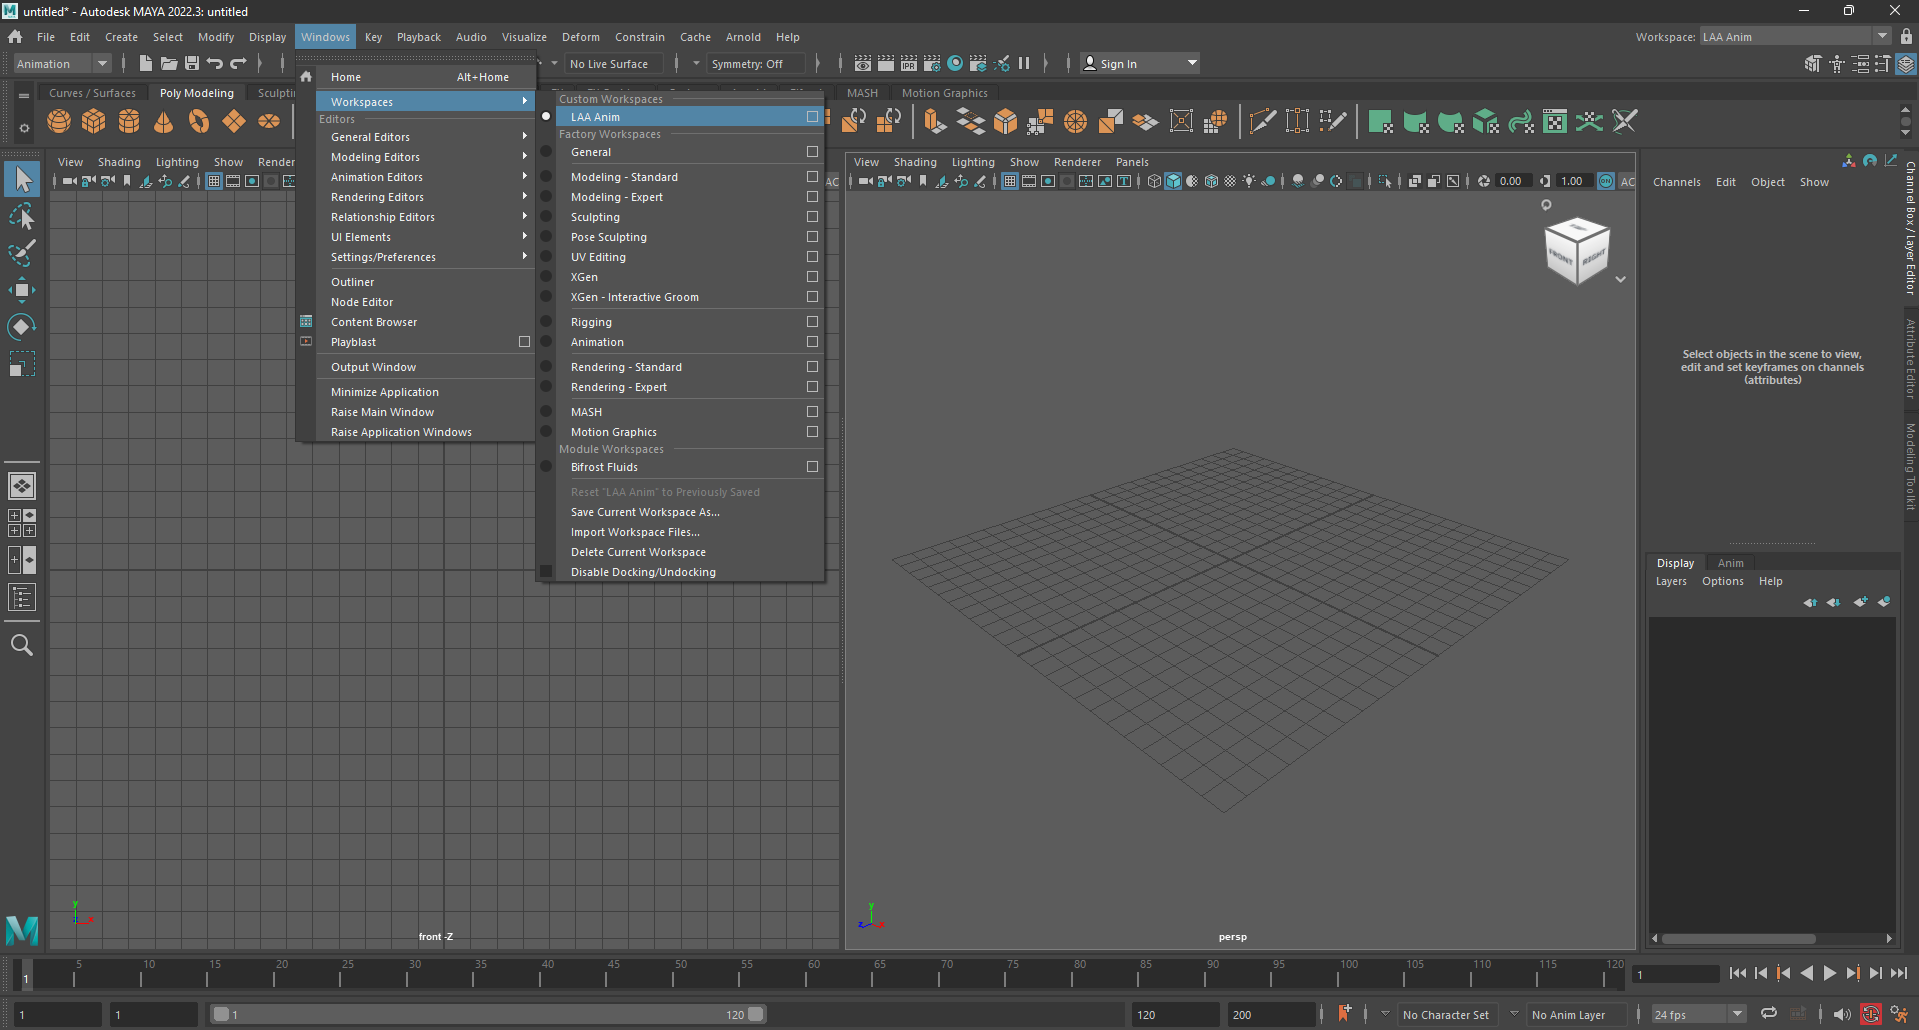 untitled* - Autodesk MAYA 2022.3: untitled
File Edit Create Select Modify Display Windows Key Playback Audio Visualize Deform Constrain Cache Arnold Help
Workspace: LAA Anim
Animation
No Live Surface
Symmetry: Off
Sign In
Curves / Surfaces Poly Modeling
MASH Motion Graphics
Home Alt+Home
Workspaces
Editors
General Editors
Modeling Editors
Animation Editors
Rendering Editors
Relationship Editors
UI Elements
Settings/Preferences
Outliner
Node Editor
Content Browser
Playblast
Output Window
Minimize Application
Raise Main Window
Raise Application Windows
Custom Workspaces
LAA Anim
Factory Workspaces
General
Modeling - Standard
Modeling - Expert
Sculpting
Pose Sculpting
UV Editing
XGen
XGen - Interactive Groom
Rigging
Animation
Rendering - Standard
Rendering - Expert
MASH
Motion Graphics
Module Workspaces
Bifrost Fluids
Reset "LAA Anim" to Previously Saved
Save Current Workspace As...
Import Workspace Files...
Delete Current Workspace
Disable Docking/Undocking
View Shading Lighting Show
View Shading Lighting Show Renderer Panels
IPR
0.00
1.00
FRONT
RIGHT
front -Z
persp
y
x
y
z
x
Channels Edit Object Show
Select objects in the scene to view,
edit and set keyframes on channels
(attributes)
Channel Box / Layer Editor
Attribute Editor
Modeling Toolkit
Display Anim
Layers Options Help
1
5 10 15 20 25 30 35 40 45 50 55 60 65 70 75 80 85 90 95 100 105 110 115 120
1
1
1
1
120
120
200
No Character Set
No Anim Layer
24 fps